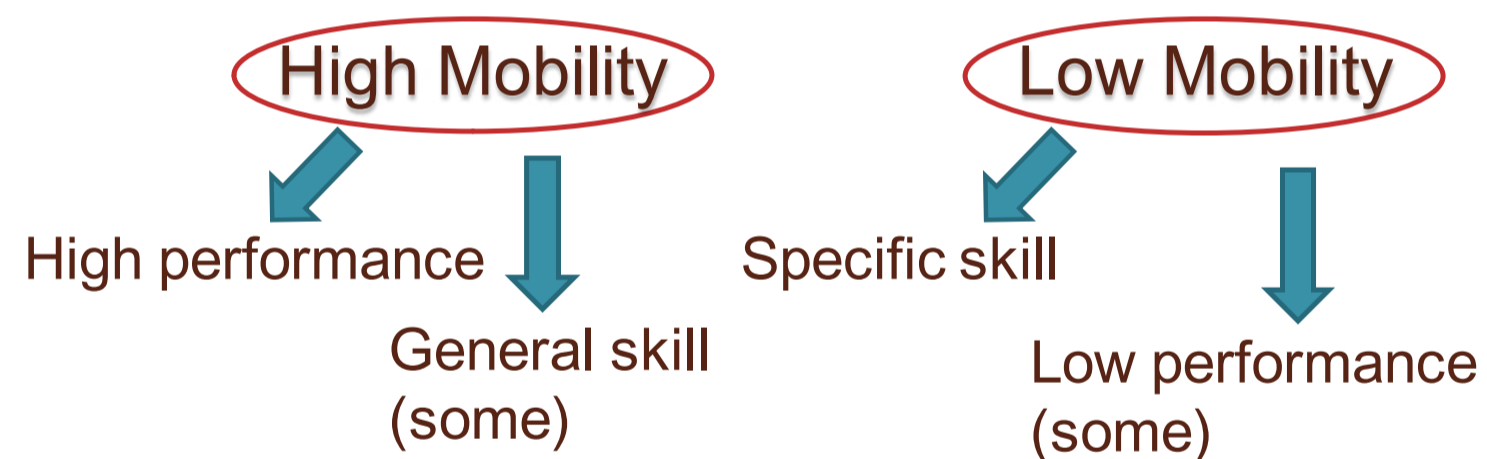 High Mobility
Low Mobility
High performance
General skill
(some)
Specific skill
Low performance
(some)